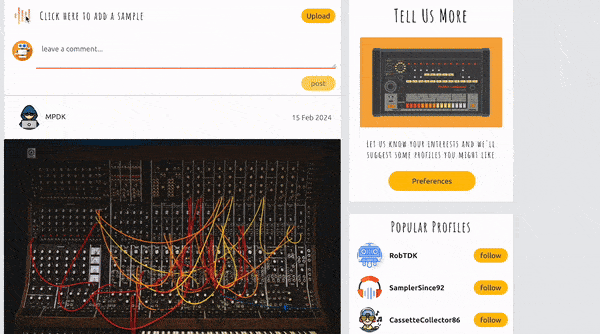 Click here to add a sample
Upload
leave a comment...
post
MPDK
15 Feb 2024
Tell Us More
Let us know your interests and we'll
suggest some profiles you might like
Preferences
Popular Profiles
RobTDK
follow
SamplerSince92
follow
CassetteCollector86
follow